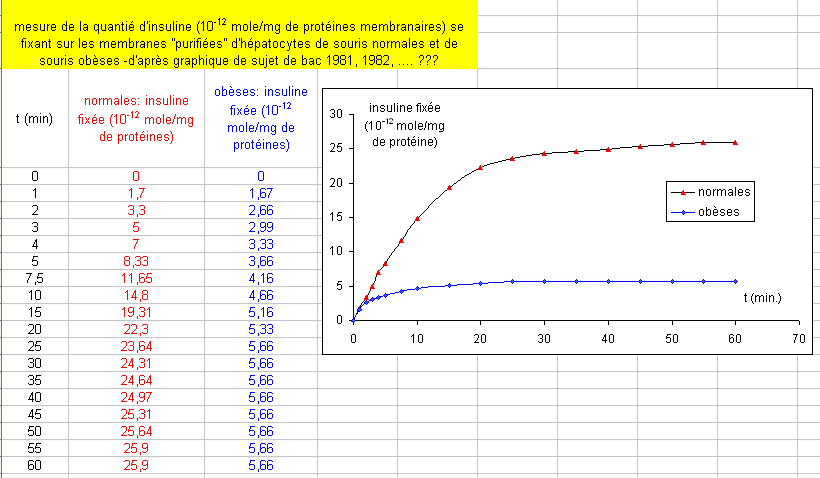 mesure de la quantié d'insuline (10-12 mole/mg de protéines membranaires) se
fixant sur les membranes "purifiées" d'hépatocytes de souris normales et de
souris obèses -d'après graphique de sujet de bac 1981, 1982, .... ???
t (min)
normales: insuline
fixée (10-12
mole/mg
de protéines)
obèses: insuline
fixée (10-12
mole/mg de
protéines)
0 0 0
1 1,7 1,67
2 3,3 2,66
3 5 2,99
4 7 3,33
5 8,33 3,66
7,5 11,65 4,16
10 14,8 4,66
15 19,31 5,16
20 22,3 5,33
25 23,64 5,66
30 24,31 5,66
35 24,64 5,66
40 24,97 5,66
45 25,31 5,66
50 25,64 5,66
55 25,9 5,66
60 25,9 5,66
insuline fixée
(10-12 mole/mg
de protéine)
30
25
20
15
10
5
0
normales
obèses
t (min.)
0 10 20 30 40 50 60 70